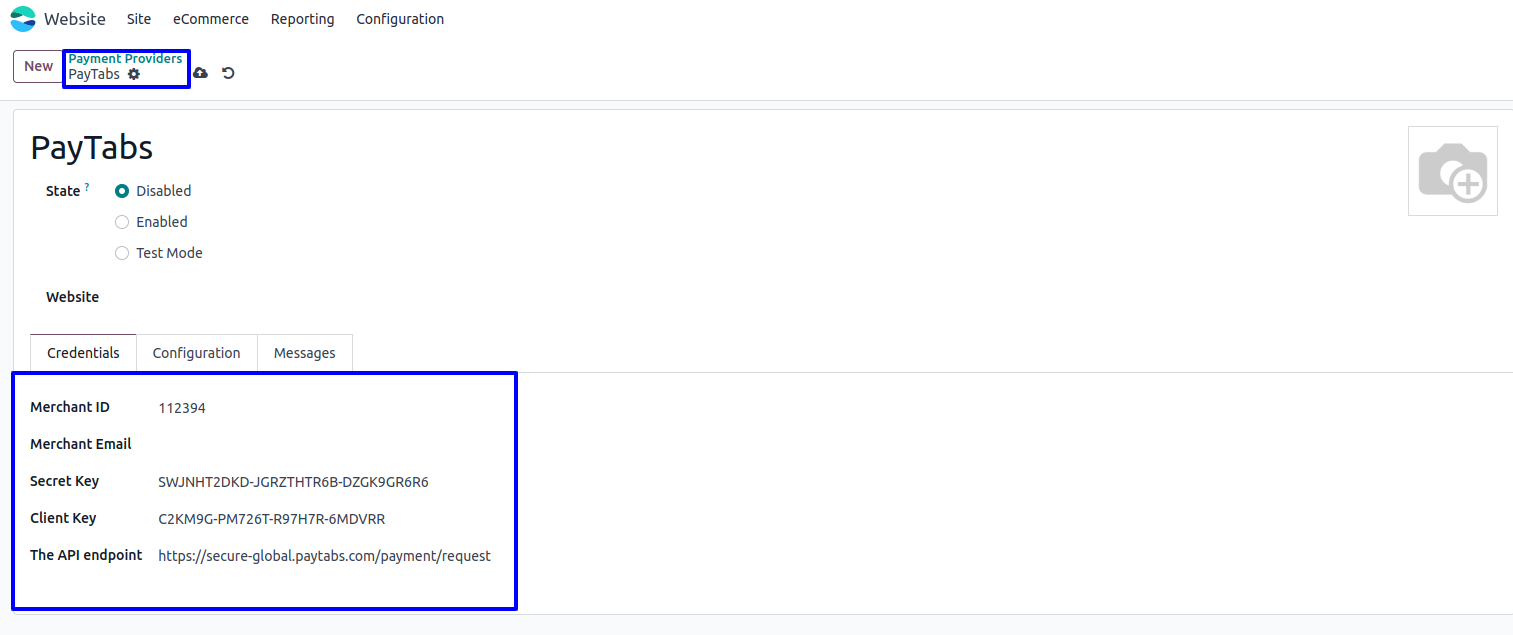 Website Site eCommerce Reporting Configuration
New
Payment Providers
PayTabs
PayTabs
State ? Disabled
Enabled
Test Mode
Website
Credentials Configuration Messages
Merchant ID 112394
Merchant Email
Secret Key SWJNHT2DKD-JGRZTHTR6B-DZGK9GR6R6
Client Key C2KM9G-PM726T-R97H7R-6MDVRR
The API endpoint https://secure-global.paytabs.com/payment/request